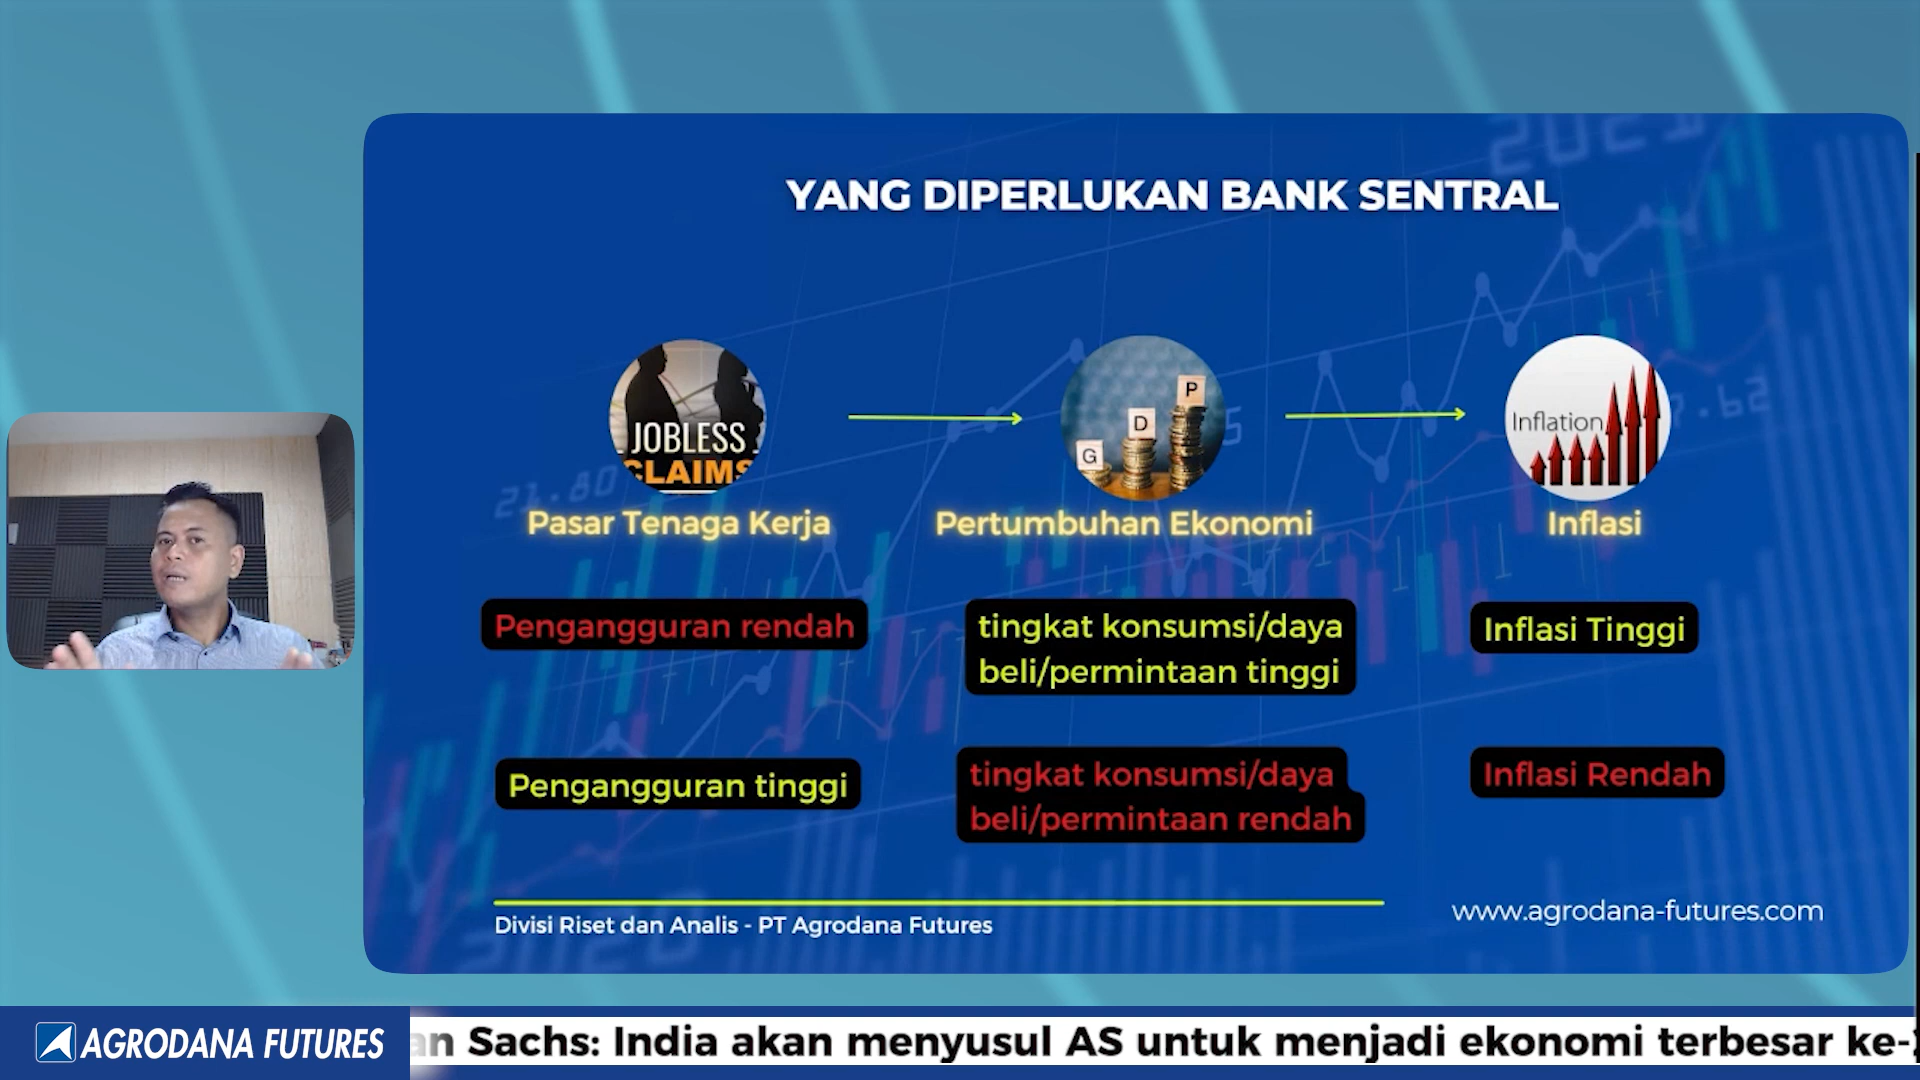 YANG DIPERLUKAN BANK SENTRAL
JOBLESS
CLAIMS
G
D
P
Inflation
Pasar Tenaga Kerja
Pertumbuhan Ekonomi
Inflasi
Pengangguran rendah
tingkat konsumsi/daya
beli/permintaan tinggi
Inflasi Tinggi
Pengangguran tinggi
tingkat konsumsi/daya
beli/permintaan rendah
Inflasi Rendah
Divisi Riset dan Analis - PT Agrodana Futures
www.agrodana-futures.com
AGRODANA FUTURES
Sachs: India akan menyusul AS untuk menjadi ekonomi terbesar